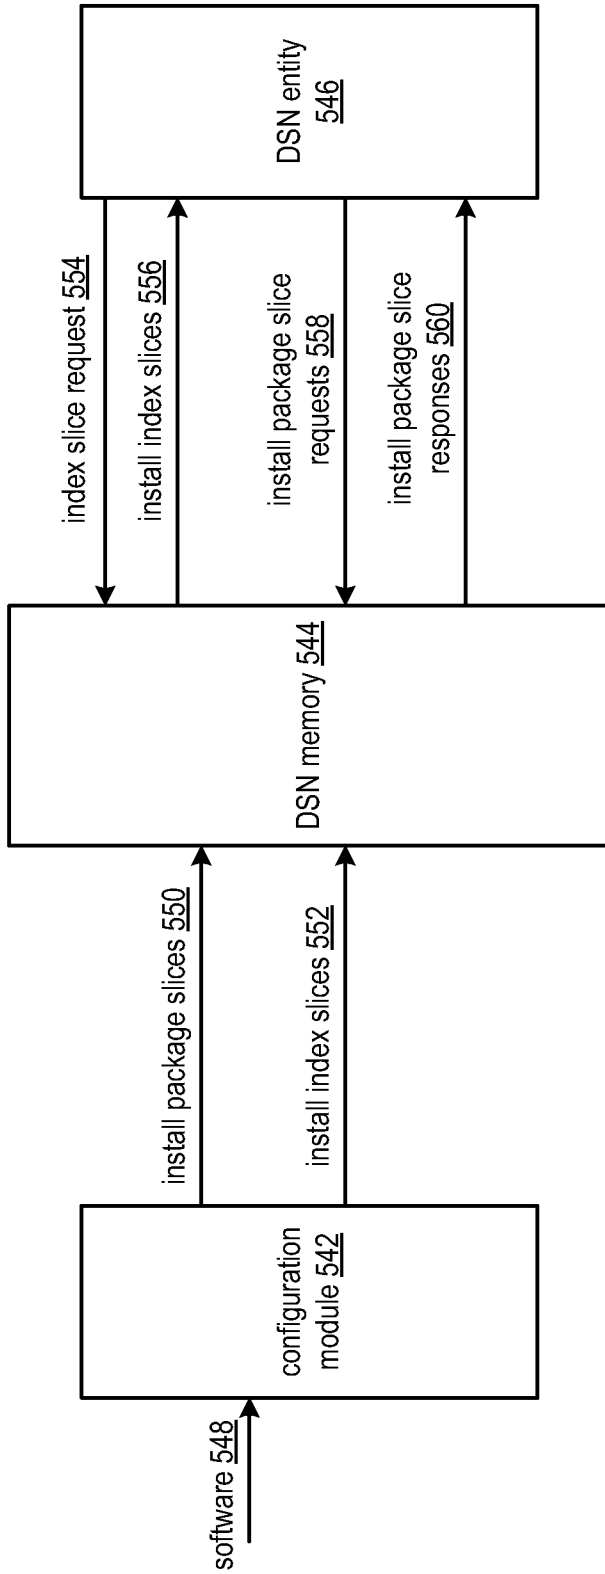 software 548
configuration
module 542
install package slices 550
install index slices 552
DSN memory 544
index slice request 554
install index slices 556
install package slice
requests 558
install package slice
responses 560
DSN entity
546